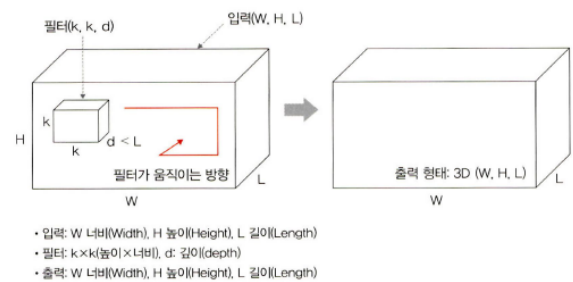 필터(k, k, d)
입력(W, H, L)
k
H
d < L
k
필터가 움직이는 방향
L
W
출력 형태: 3D (W, H, L)
L
W
• 입력: W 너비(Width), H 높이(Height), L 길이(Length)
• 필터: k×k(높이×너비), d: 깊이(depth)
• 출력: W 너비(Width), H 높이(Height), L 길이(Length)